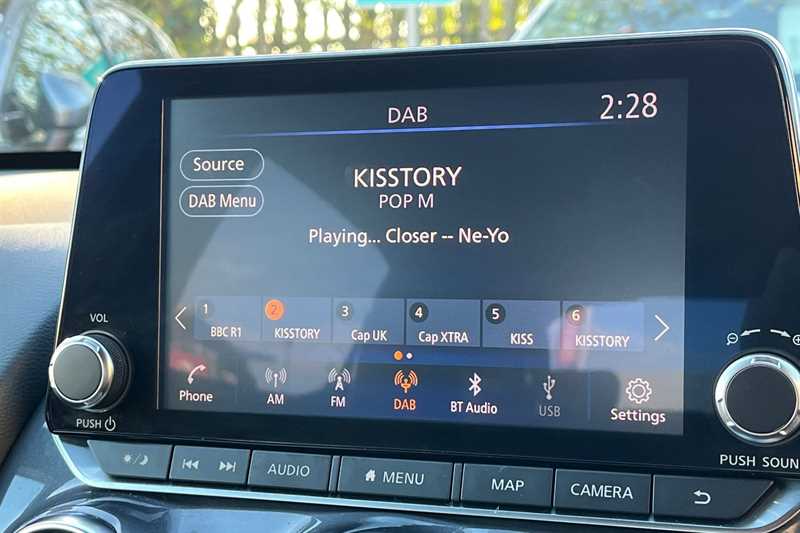 DAB
2:28
Source
DAB Menu
KISSTORY
POP M
Playing... Closer -- Ne-Yo
1 BBC R1
2 KISSTORY
3 Cap UK
4 Cap XTRA
5 KISS
6 KISSTORY
Phone
AM
FM
DAB
BT Audio
USB
Settings
VOL
PUSH
PUSH SOUN
AUDIO
MENU
MAP
CAMERA